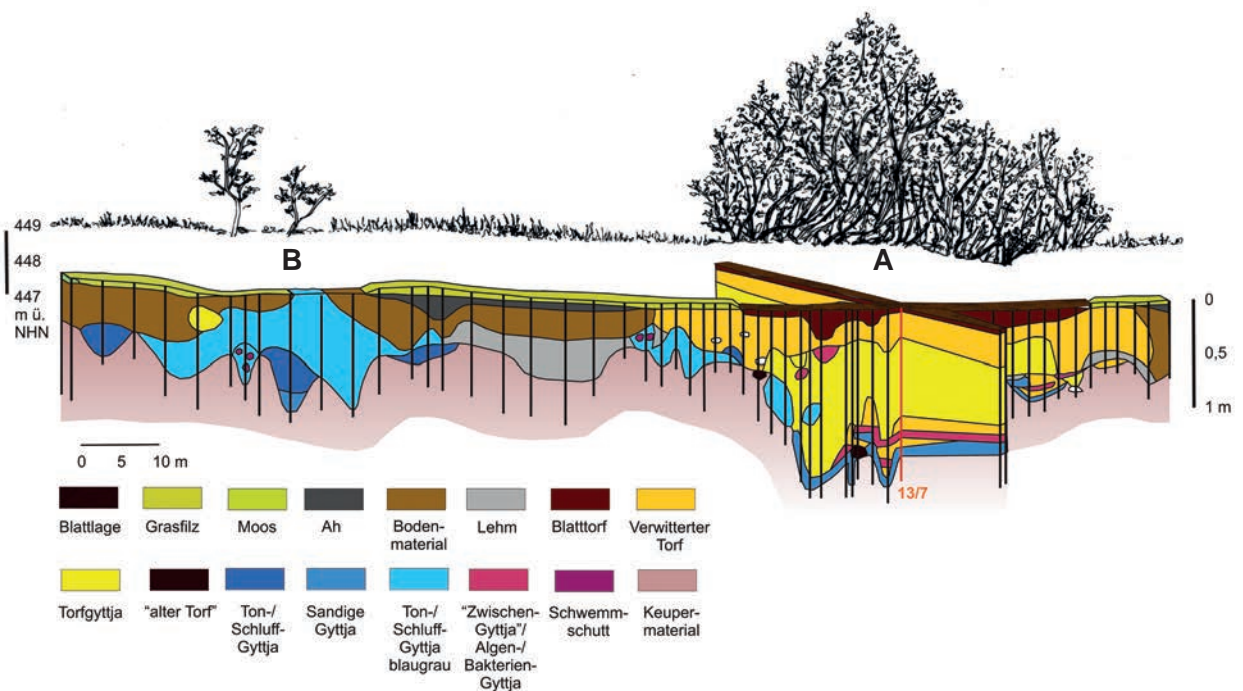 449
448
447
m ü.
NHN
B
A
0
0,5
1 m
0 5 10 m
13/7
Blattlage
Grasfilz
Moos
Ah
Boden-
material
Lehm
Blatttorf
Verwitterter
Torf
Torfgyttja
"alter Torf"
Ton-/
Schluff-
Gyttja
Sandige
Gyttja
Ton-/
Schluff-
Gyttja
blaugrau
"Zwischen-
Gyttja"/
Algen-/
Bakterien-
Gyttja
Schwemm-
schutt
Keuper-
material